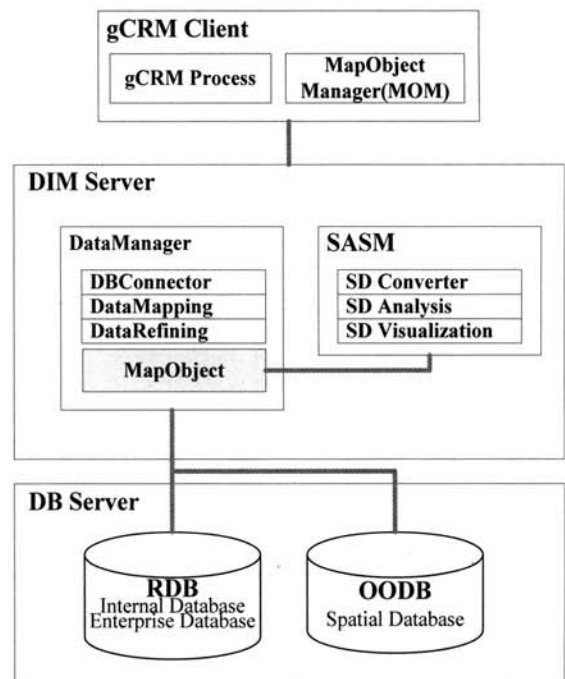 gCRM Client
gCRM Process
MapObject
Manager(MOM)
DIM Server
DataManager
DBConnector
DataMapping
DataRefining
MapObject
SASM
SD Converter
SD Analysis
SD Visualization
DB Server
RDB
Internal Database
Enterprise Database
OODB
Spatial Database